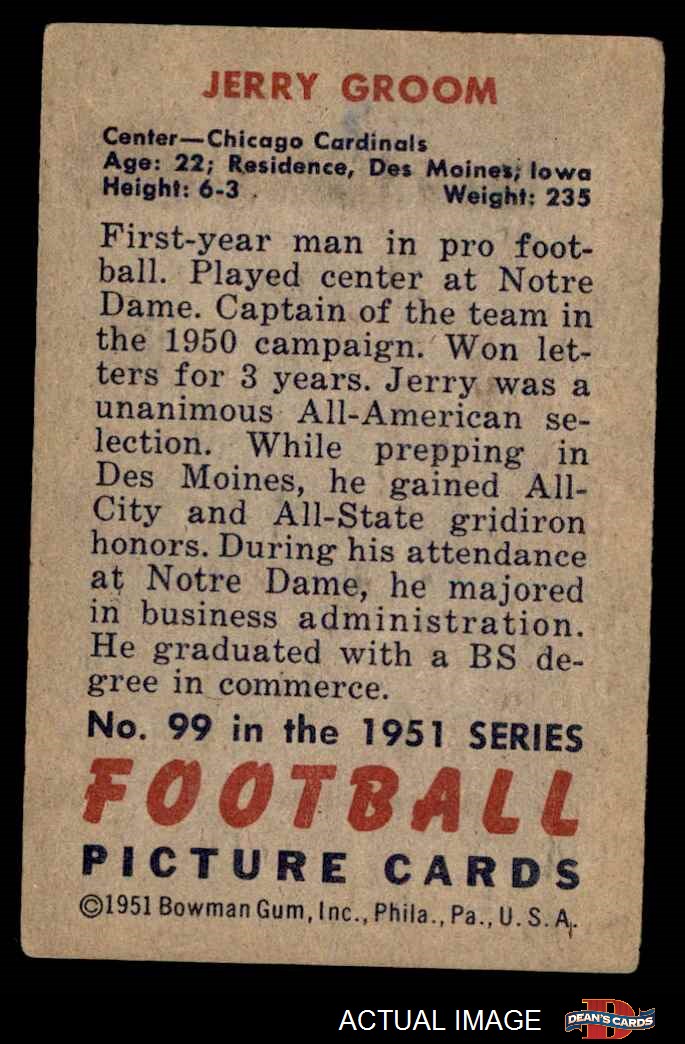 JERRY GROOM
Center—Chicago Cardinals
Age: 22; Residence, Des Moines, Iowa
Height: 6-3 Weight: 235
First-year man in pro foot-
ball. Played center at Notre
Dame. Captain of the team in
the 1950 campaign. Won let-
ters for 3 years. Jerry was a
unanimous All-American se-
lection. While prepping in
Des Moines, he gained All-
City and All-State gridiron
honors. During his attendance
at Notre Dame, he majored
in business administration.
He graduated with a BS de-
gree in commerce.
No. 99 in the 1951 SERIES
FOOTBALL
PICTURE CARDS
©1951 Bowman Gum, Inc., Phila., Pa., U.S.A.
ACTUAL IMAGE
D
DEAN'S CARDS